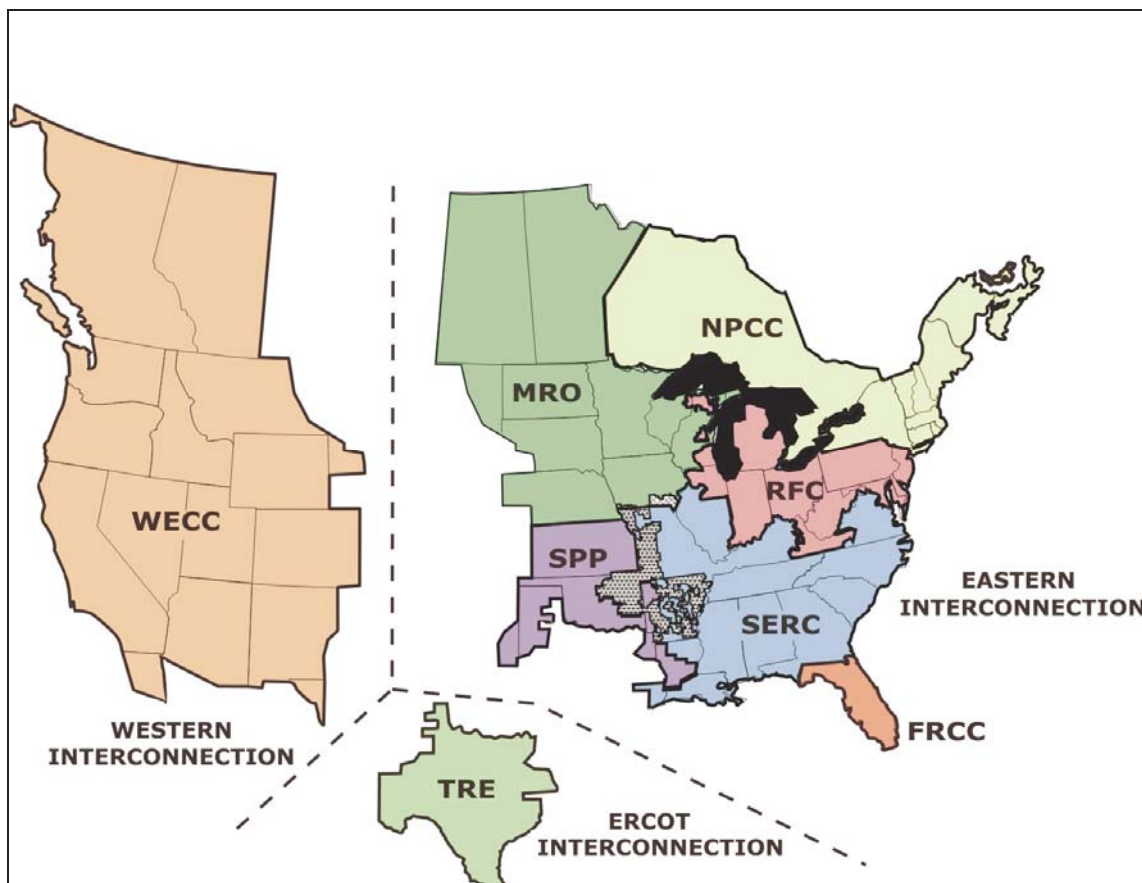 NPCC
MRO
RFC
WECC
SPP
EASTERN
INTERCONNECTION
SERC
WESTERN
INTERCONNECTION
FRCC
TRE
ERCOT
INTERCONNECTION